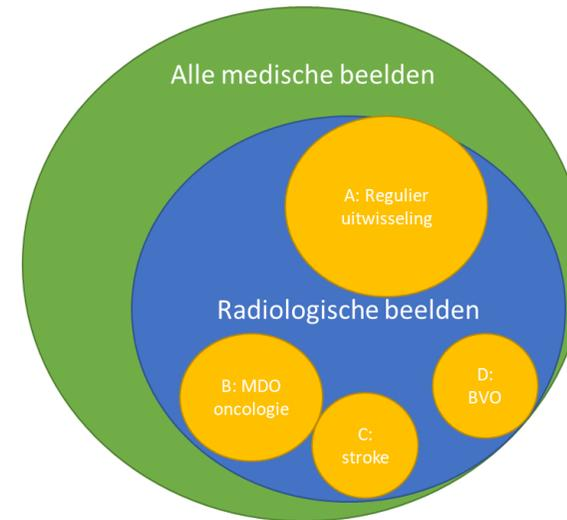 Alle medische beelden
A: Regulier
uitwisseling
Radiologische beelden
B: MDO
oncologie
C:
stroke
D:
BVO